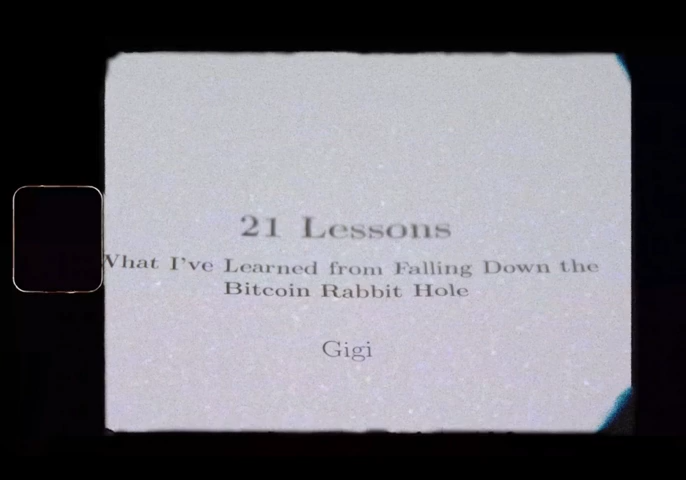 21 Lessons
What I've Learned from Falling Down the
Bitcoin Rabbit Hole
Gigi